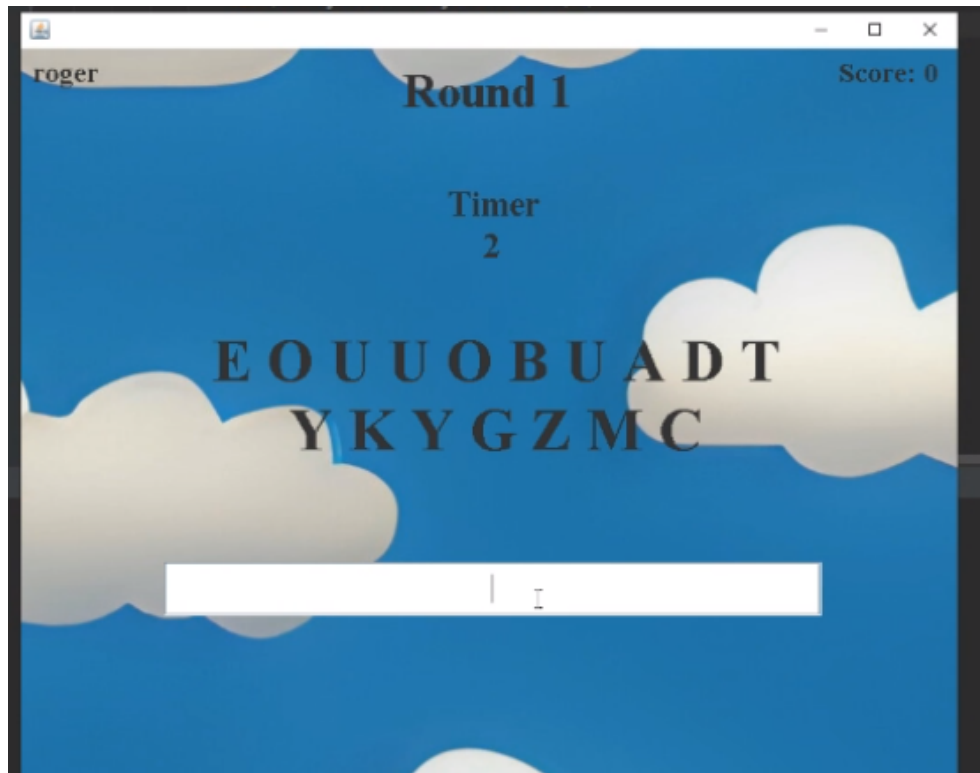 roger
Round 1
Score: 0
Timer
2
E O U U O B U A D T
Y K Y G Z M C